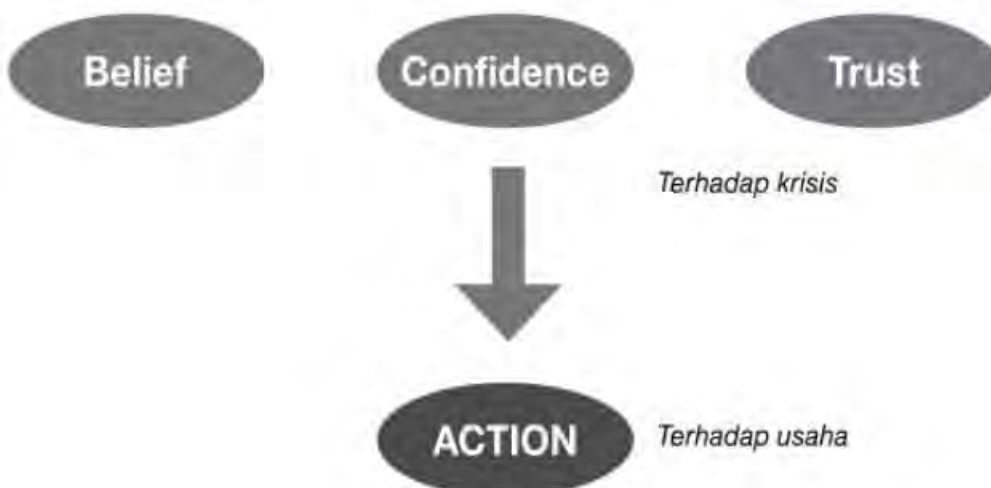 Belief
Confidence
Trust
Terhadap krisis
ACTION
Terhadap usaha